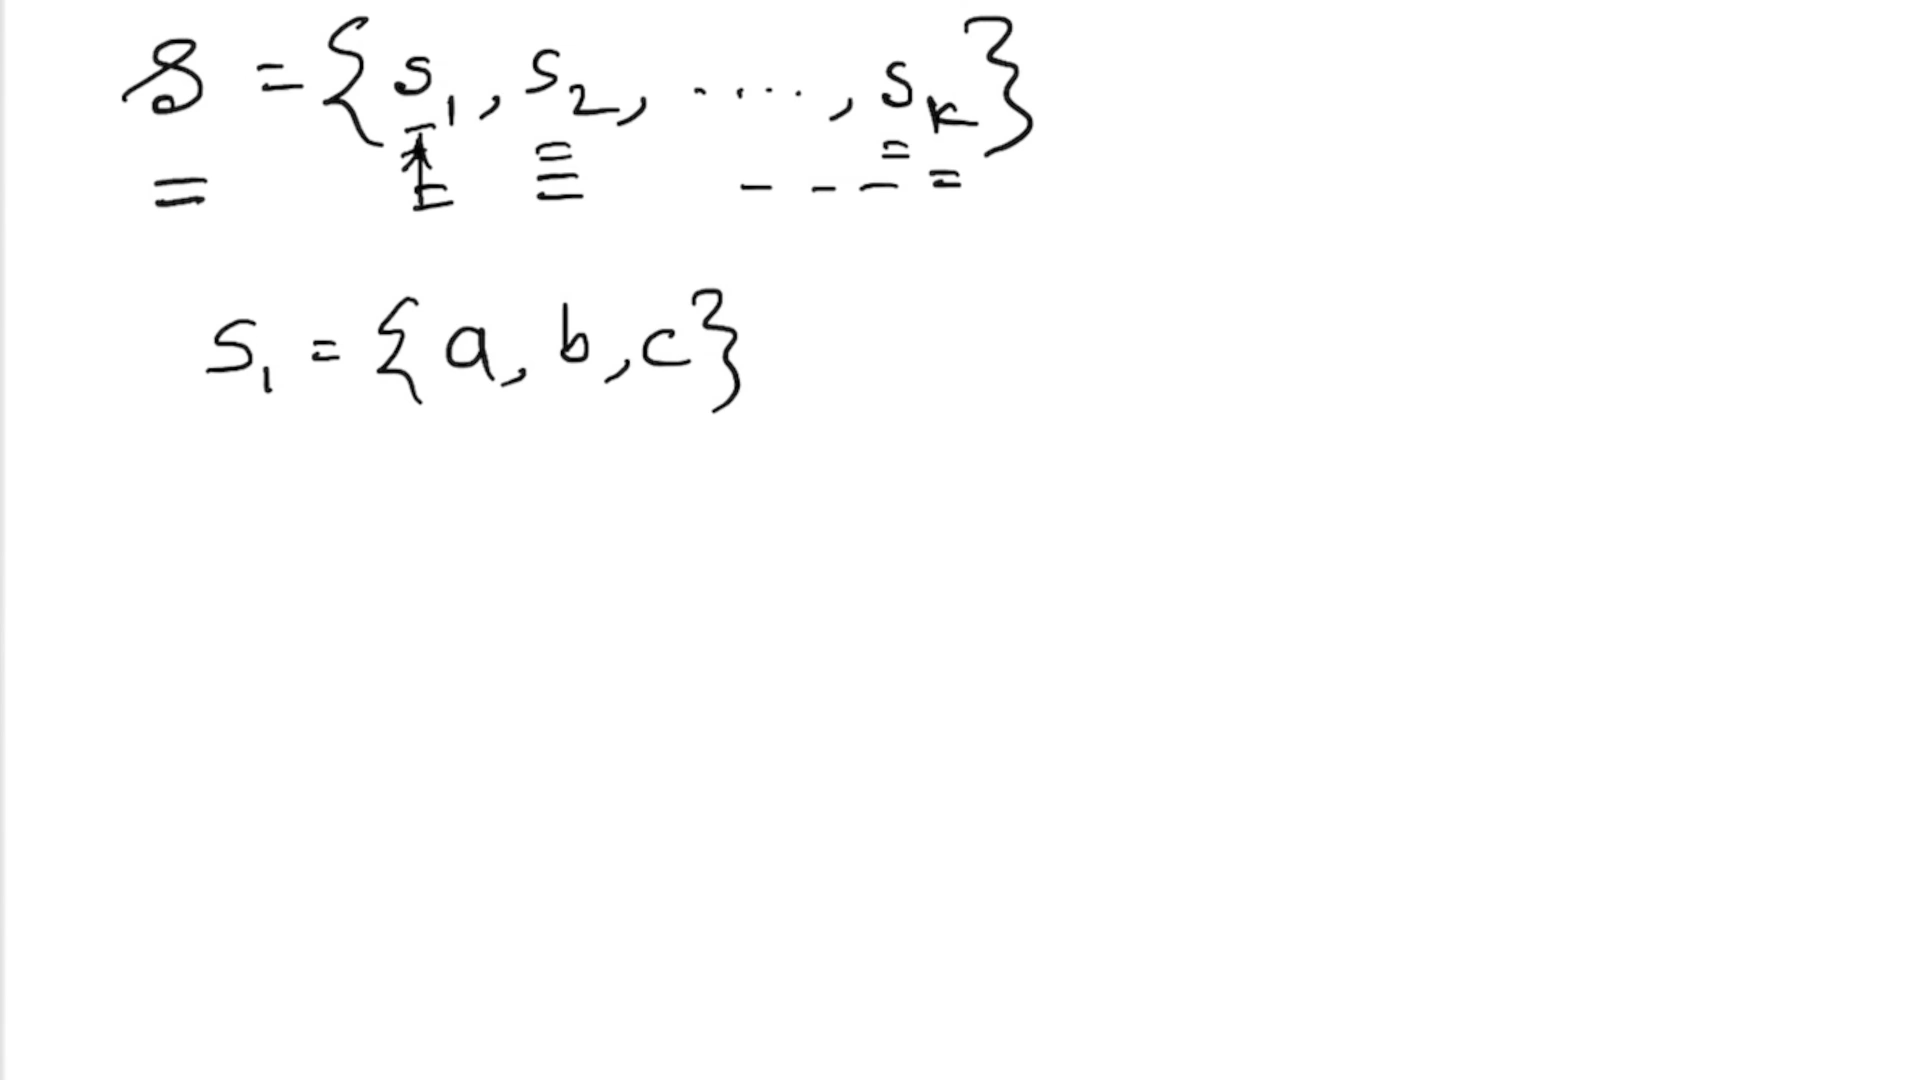 S = {s₁, s₂, ...., sₖ}
s₁ = {a, b, c}